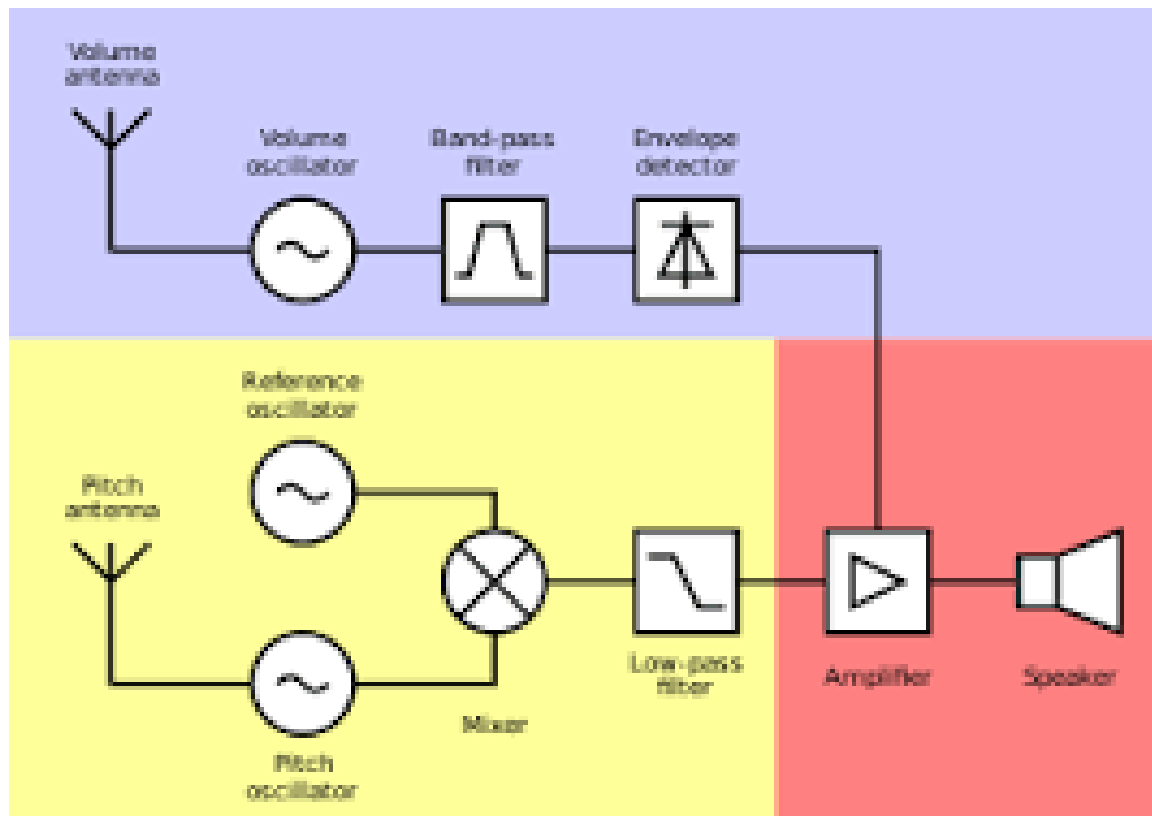 Volume
antenna
Volume
oscillator
Band-pass
filter
Envelope
detector
Reference
oscillator
Pitch
antenna
Low-pass
filter
Amplifier
Speaker
Mixer
Pitch
oscillator